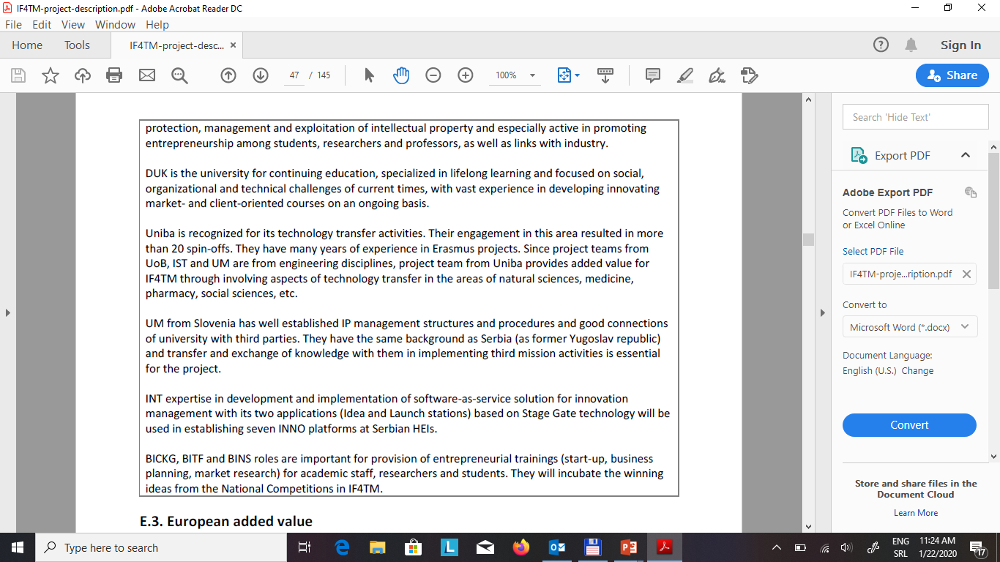 IF4TM-project-description.pdf - Adobe Acrobat Reader DC
File Edit View Window Help
Home Tools IF4TM-project-desc... × Sign In
47 / 145 100% Share
protection, management and exploitation of intellectual property and especially active in promoting
entrepreneurship among students, researchers and professors, as well as links with industry.
DUK is the university for continuing education, specialized in lifelong learning and focused on social,
organizational and technical challenges of current times, with vast experience in developing innovating
market- and client-oriented courses on an ongoing basis.
Uniba is recognized for its technology transfer activities. Their engagement in this area resulted in more
than 20 spin-offs. They have many years of experience in Erasmus projects. Since project teams from
UoB, IST and UM are from engineering disciplines, project team from Uniba provides added value for
IF4TM through involving aspects of technology transfer in the areas of natural sciences, medicine,
pharmacy, social sciences, etc.
UM from Slovenia has well established IP management structures and procedures and good connections
of university with third parties. They have the same background as Serbia (as former Yugoslav republic)
and transfer and exchange of knowledge with them in implementing third mission activities is essential
for the project.
INT expertise in development and implementation of software-as-service solution for innovation
management with its two applications (Idea and Launch stations) based on Stage Gate technology will be
used in establishing seven INNO platforms at Serbian HEIs.
BICKG, BITF and BINS roles are important for provision of entrepreneurial trainings (start-up, business
planning, market research) for academic staff, researchers and students. They will incubate the winning
ideas from the National Competitions in IF4TM.
E.3. European added value
Search 'Hide Text'
Export PDF
Adobe Export PDF
Convert PDF Files to Word
or Excel Online
Select PDF File
IF4TM-proje...ription.pdf
Convert to
Microsoft Word (*.docx)
Document Language:
English (U.S.) Change
Convert
Store and share files in the
Document Cloud
Learn More
Type here to search
ENG
SRL
11:24 AM
1/22/2020
17